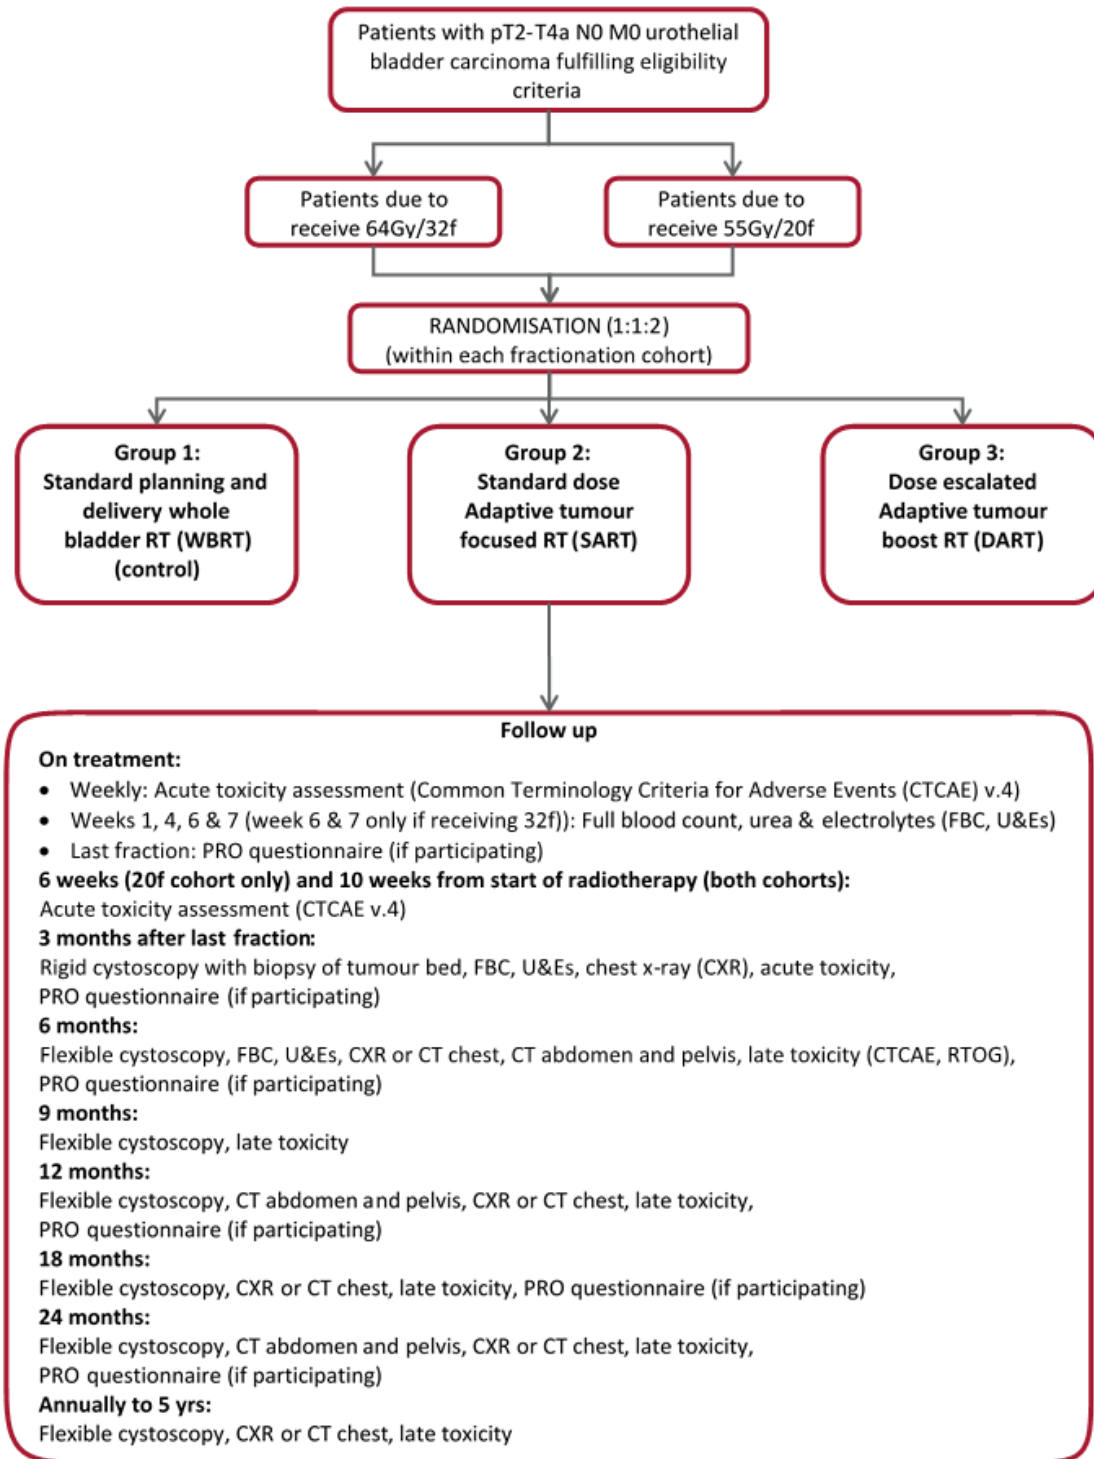 Patients with pT2-T4a N0 M0 urothelial
bladder carcinoma fulfilling eligibility
criteria
Patients due to
receive 64Gy/32f
Patients due to
receive 55Gy/20f
RANDOMISATION (1:1:2)
(within each fractionation cohort)
Group 1:
Standard planning and
delivery whole
bladder RT (WBRT)
(control)
Group 2:
Standard dose
Adaptive tumour
focused RT (SART)
Group 3:
Dose escalated
Adaptive tumour
boost RT (DART)
Follow up
On treatment:
• Weekly: Acute toxicity assessment (Common Terminology Criteria for Adverse Events (CTCAE) v.4)
• Weeks 1, 4, 6 & 7 (week 6 & 7 only if receiving 32f)): Full blood count, urea & electrolytes (FBC, U&Es)
• Last fraction: PRO questionnaire (if participating)
6 weeks (20f cohort only) and 10 weeks from start of radiotherapy (both cohorts):
Acute toxicity assessment (CTCAE v.4)
3 months after last fraction:
Rigid cystoscopy with biopsy of tumour bed, FBC, U&Es, chest x-ray (CXR), acute toxicity,
PRO questionnaire (if participating)
6 months:
Flexible cystoscopy, FBC, U&Es, CXR or CT chest, CT abdomen and pelvis, late toxicity (CTCAE, RTOG),
PRO questionnaire (if participating)
9 months:
Flexible cystoscopy, late toxicity
12 months:
Flexible cystoscopy, CT abdomen and pelvis, CXR or CT chest, late toxicity,
PRO questionnaire (if participating)
18 months:
Flexible cystoscopy, CXR or CT chest, late toxicity, PRO questionnaire (if participating)
24 months:
Flexible cystoscopy, CT abdomen and pelvis, CXR or CT chest, late toxicity,
PRO questionnaire (if participating)
Annually to 5 yrs:
Flexible cystoscopy, CXR or CT chest, late toxicity